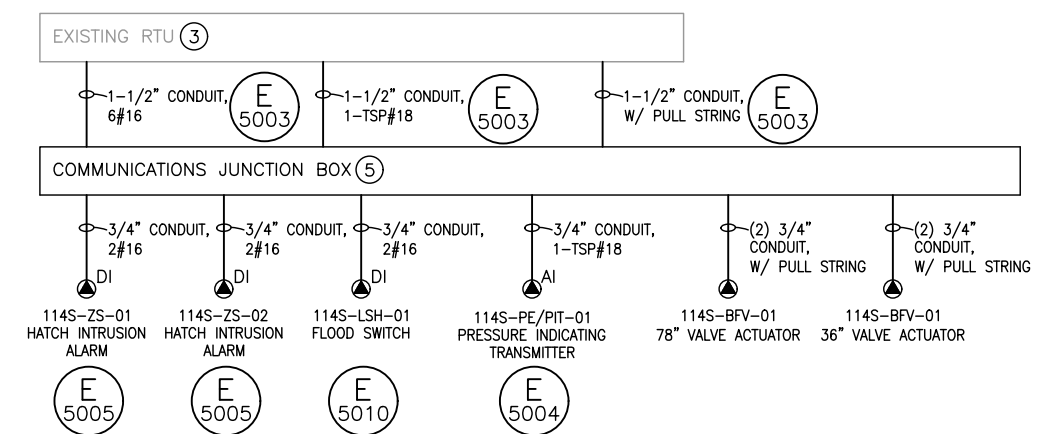 EXISTING RTU 3
1-1/2" CONDUIT,
6#16
E
5003
1-1/2" CONDUIT,
1-TSP#18
E
5003
1-1/2" CONDUIT,
W/ PULL STRING
E
5003
COMMUNICATIONS JUNCTION BOX 5
3/4" CONDUIT,
2#16
DI
3/4" CONDUIT,
2#16
DI
3/4" CONDUIT,
2#16
DI
3/4" CONDUIT,
1-TSP#18
AI
(2) 3/4"
CONDUIT,
W/ PULL STRING
(2) 3/4"
CONDUIT,
W/ PULL STRING
114S-ZS-01
HATCH INTRUSION
ALARM
E
5005
114S-ZS-02
HATCH INTRUSION
ALARM
E
5005
114S-LSH-01
FLOOD SWITCH
E
5010
114S-PE/PIT-01
PRESSURE INDICATING
TRANSMITTER
E
5004
114S-BFV-01
78" VALVE ACTUATOR
114S-BFV-01
36" VALVE ACTUATOR